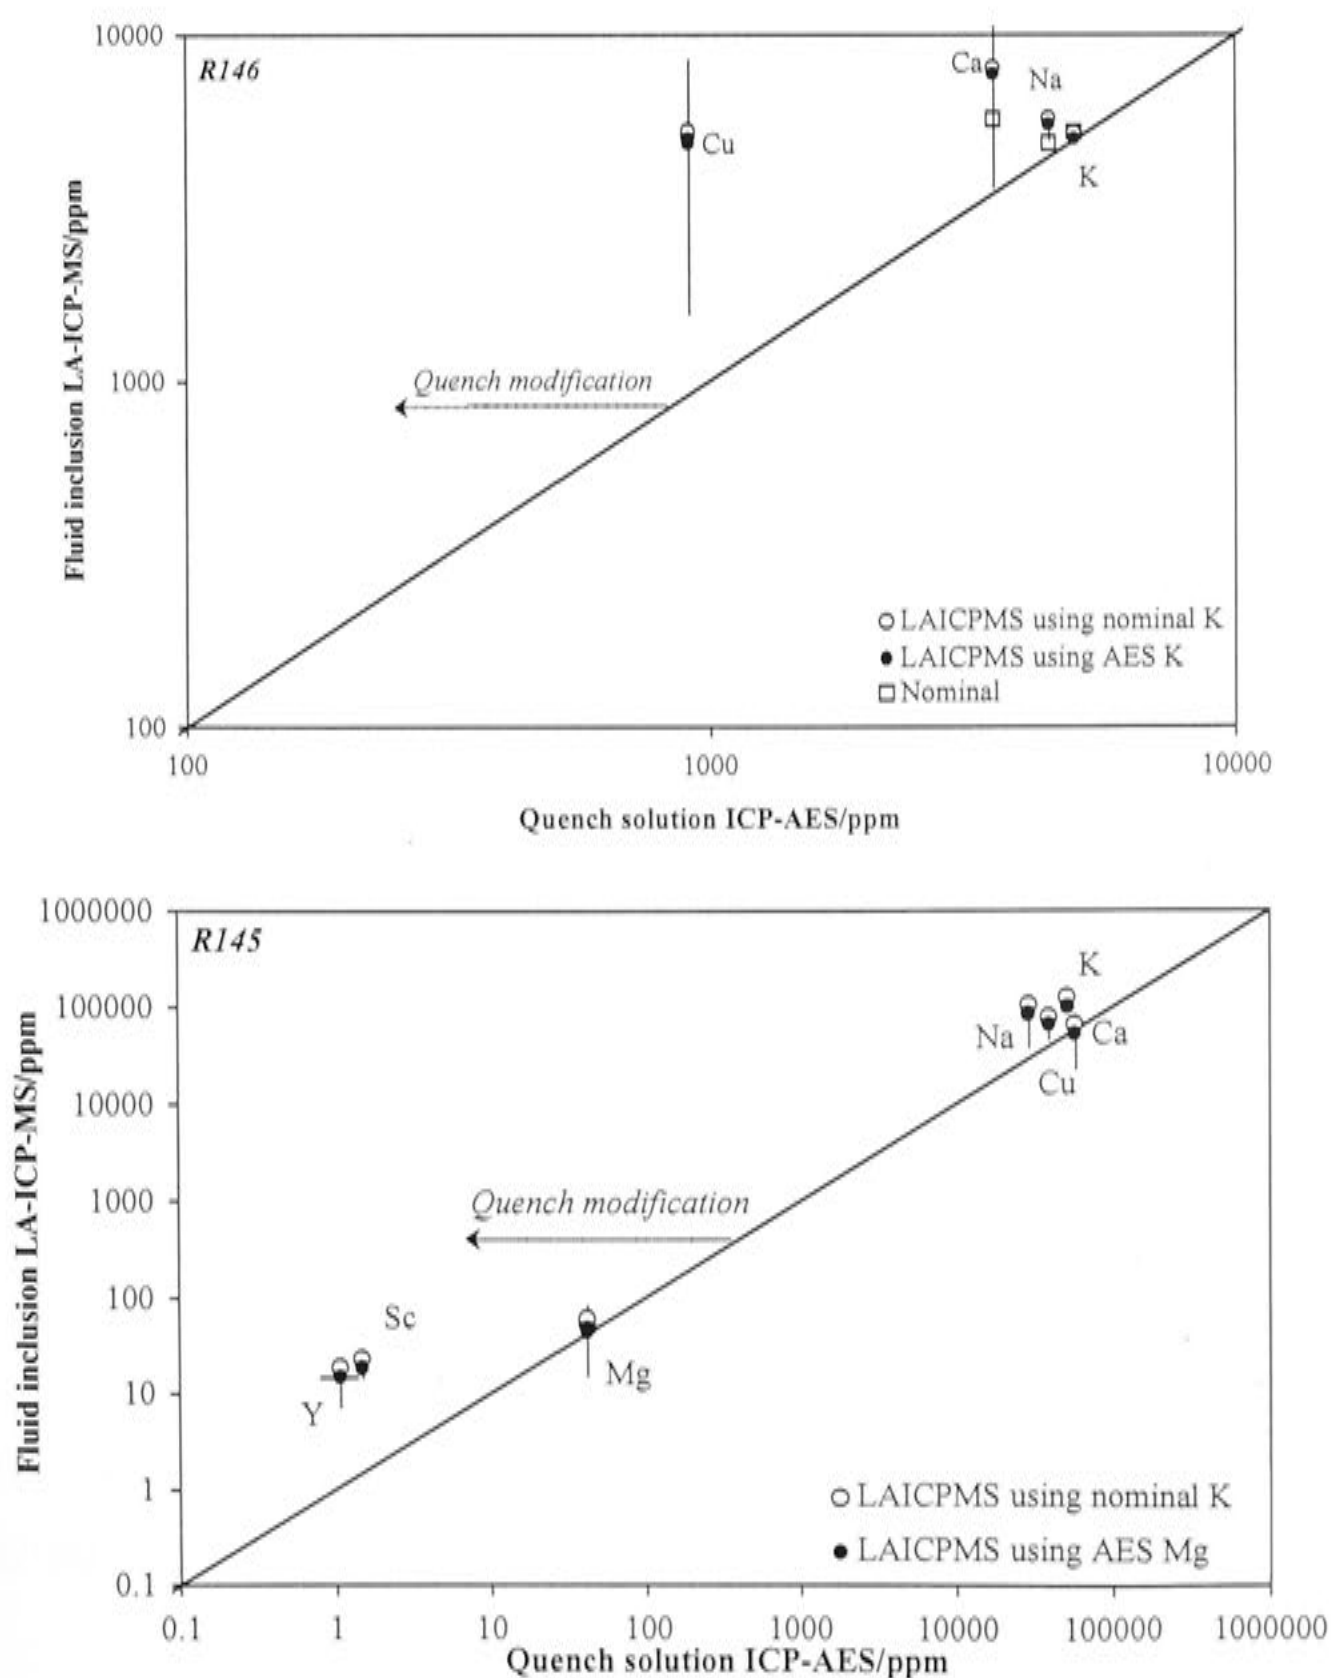 10000
R146
Ca
Na
Cu
K
Fluid inclusion LA-ICP-MS/ppm
1000
Quench modification
LAICPMS using nominal K
LAICPMS using AES K
Nominal
100
100
1000
10000
Quench solution ICP-AES/ppm
1000000
R145
K
100000
Na
Ca
Cu
10000
Fluid inclusion LA-ICP-MS/ppm
1000
Quench modification
100
Sc
Mg
10
Y
1
LAICPMS using nominal K
LAICPMS using AES Mg
0.1
0.1
1
10
100
1000
10000
100000
1000000
Quench solution ICP-AES/ppm